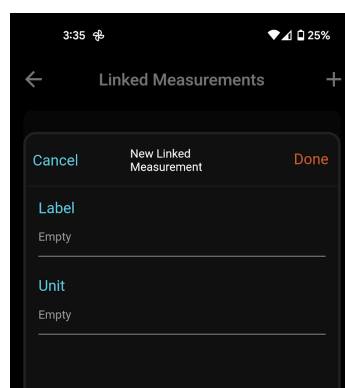 3:35 25%
Linked Measurements +
Cancel New Linked Measurement Done
Label
Empty
Unit
Empty